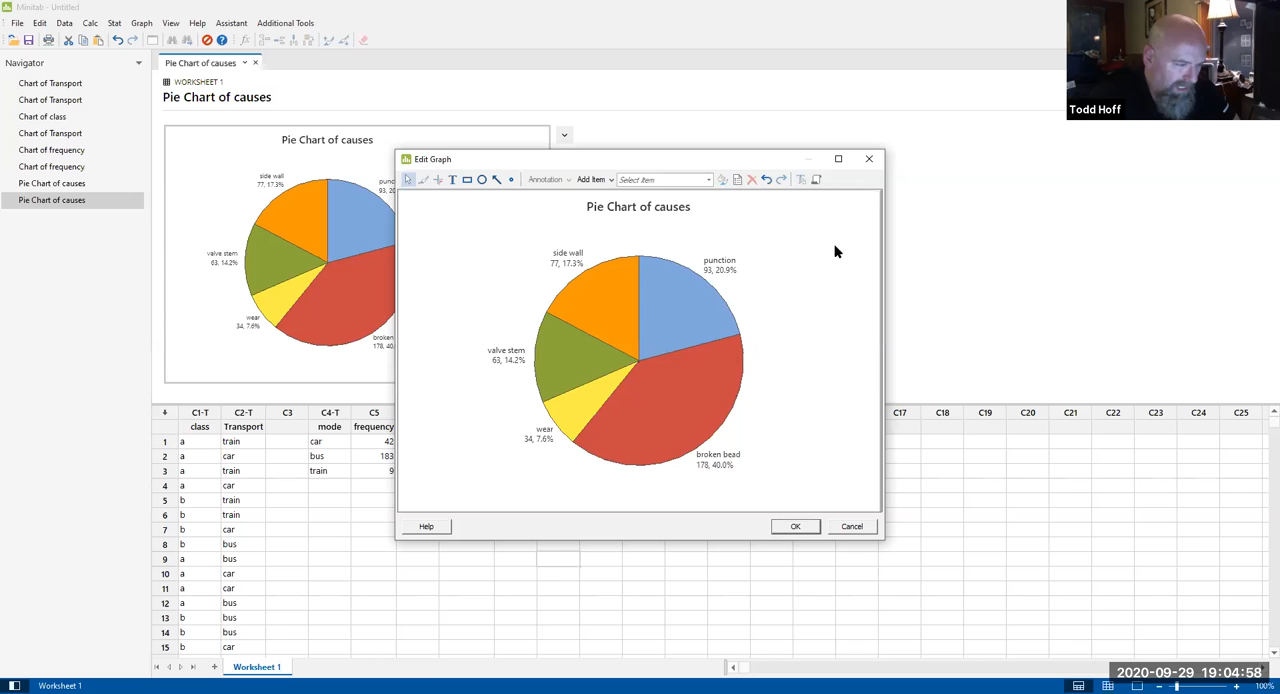 Minitab - Untitled
File Edit Data Calc Stat Graph View Help Assistant Additional Tools
Navigator
Chart of Transport
Chart of Transport
Chart of class
Chart of Transport
Chart of frequency
Chart of frequency
Pie Chart of causes
Pie Chart of causes
Pie Chart of causes
WORKSHEET 1
Pie Chart of causes
Todd Hoff
Pie Chart of causes
side wall
77, 17.3%
valve stem
63, 14.2%
wear
34, 7.6%
Edit Graph
T Annotation Add Item Select Item
Pie Chart of causes
side wall
77, 17.3%
punction
93, 20.9%
valve stem
63, 14.2%
wear
34, 7.6%
broken bead
178, 40.0%
Help OK Cancel
C1-T C2-T C3 C4-T C5 C17 C18 C19 C20 C21 C22 C23 C24 C25
class Transport mode frequency
1 a train car 42
2 a car bus 183
3 a train train 9
4 a car
5 b train
6 b train
7 b car
8 b bus
9 a bus
10 a car
11 a car
12 a bus
13 b bus
14 b bus
15 b car
Worksheet 1
2020-09-29 19:04:58
Worksheet 1
100%